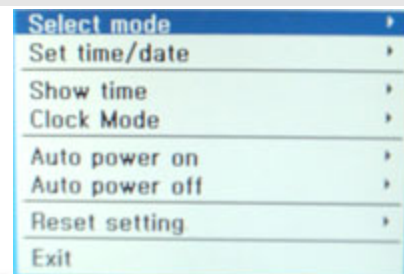 Select mode
Set time/date
Show time
Clock Mode
Auto power on
Auto power off
Reset setting
Exit